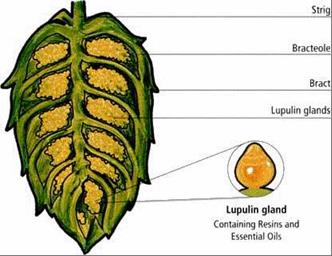 Strig
Bracteole
Bract
Lupulin glands
Lupulin gland
Containing Resins and
Essential Oils